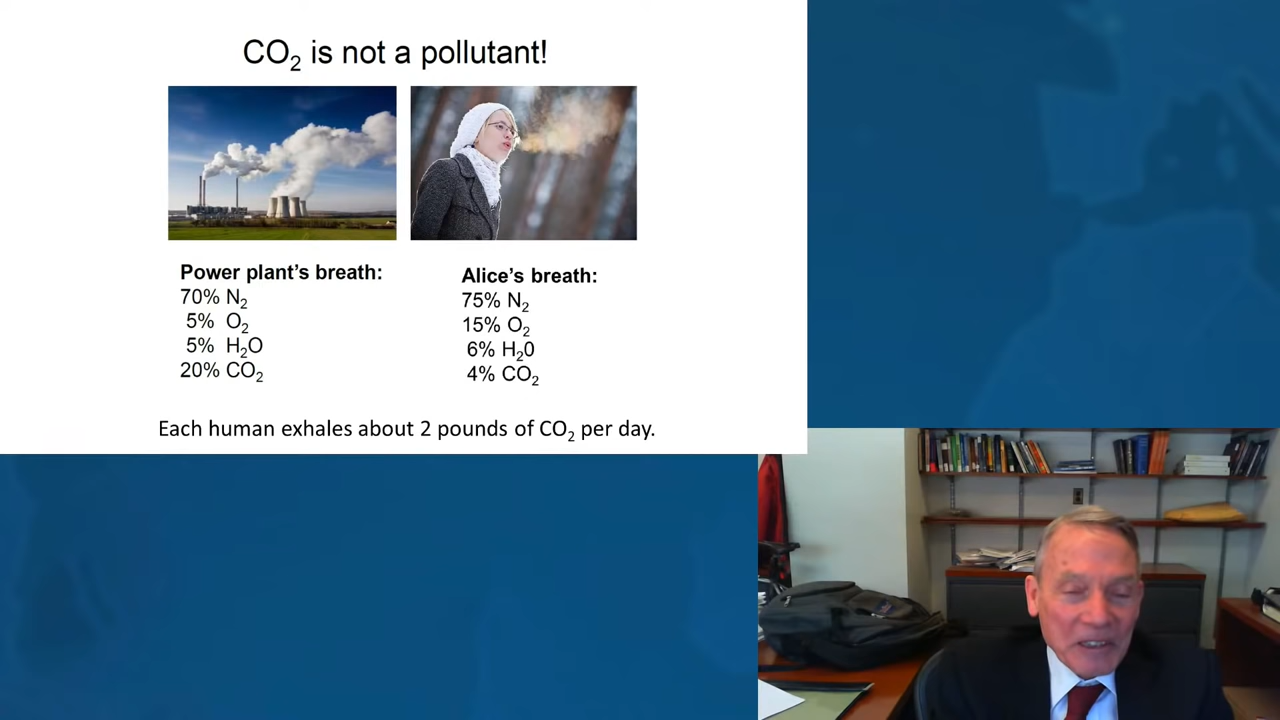 CO₂ is not a pollutant!
Power plant’s breath:
70% N₂
5% O₂
5% H₂O
20% CO₂
Alice’s breath:
75% N₂
15% O₂
6% H₂0
4% CO₂
Each human exhales about 2 pounds of CO₂ per day.